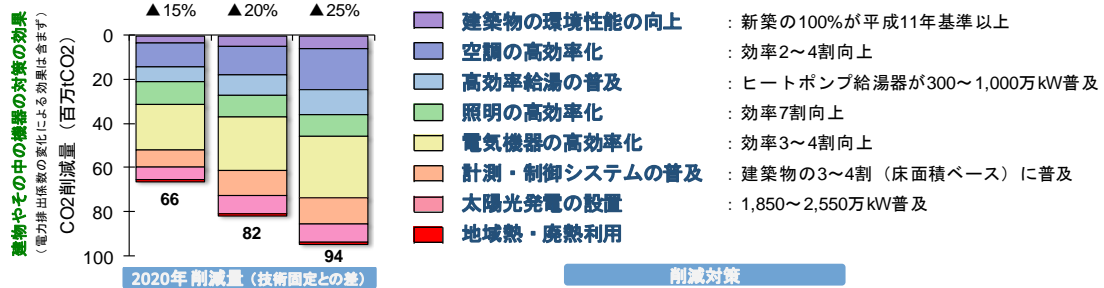 建物やその中の機器の対策の効果
（電力排出係数の変化による効果は含まず）
CO2削減量（百万tCO2）
▲15% ▲20% ▲25%
0
20
40
60
80
100
66
82
94
2020年 削減量（技術固定との差）
建築物の環境性能の向上 ：新築の100%が平成11年基準以上
空調の高効率化 ：効率2～4割向上
高効率給湯の普及 ：ヒートポンプ給湯器が300～1,000万kW普及
照明の高効率化 ：効率7割向上
電気機器の高効率化 ：効率3～4割向上
計測・制御システムの普及 ：建築物の3～4割（床面積ベース）に普及
太陽光発電の設置 ：1,850～2,550万kW普及
地域熱・廃熱利用
削減対策